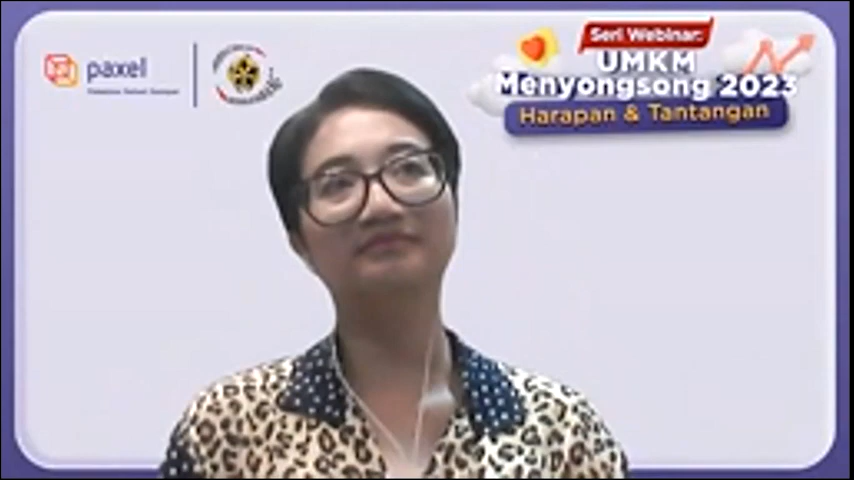 paxel
Seri Webinar:
UMKM
Menyongsong 2023
Harapan & Tantangan